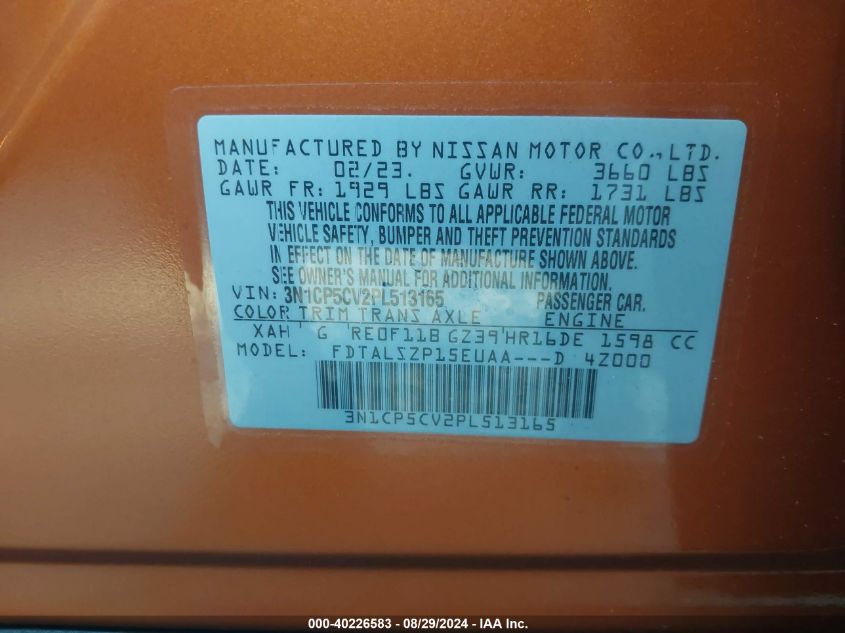 MANUFACTURED BY NISSAN MOTOR CO., LTD.
DATE: 02/23. GVWR: 3660 LBS
GAWR FR: 1929 LBS GAWR RR: 1731 LBS
THIS VEHICLE CONFORMS TO ALL APPLICABLE FEDERAL MOTOR
VEHICLE SAFETY, BUMPER AND THEFT PREVENTION STANDARDS
IN EFFECT ON THE DATE OF MANUFACTURE SHOWN ABOVE.
SEE OWNER'S MANUAL FOR ADDITIONAL INFORMATION.
VIN: 3N1CP5CV2PL513165 PASSENGER CAR.
COLOR TRIM TRANS AXLE ENGINE
XAH G RE0F11B GZ39 HR16DE 1598 CC
MODEL: FDTALSZP15EUAA---D 4Z000
3N1CP5CV2PL513165
000-40226583 - 08/29/2024 - IAA Inc.